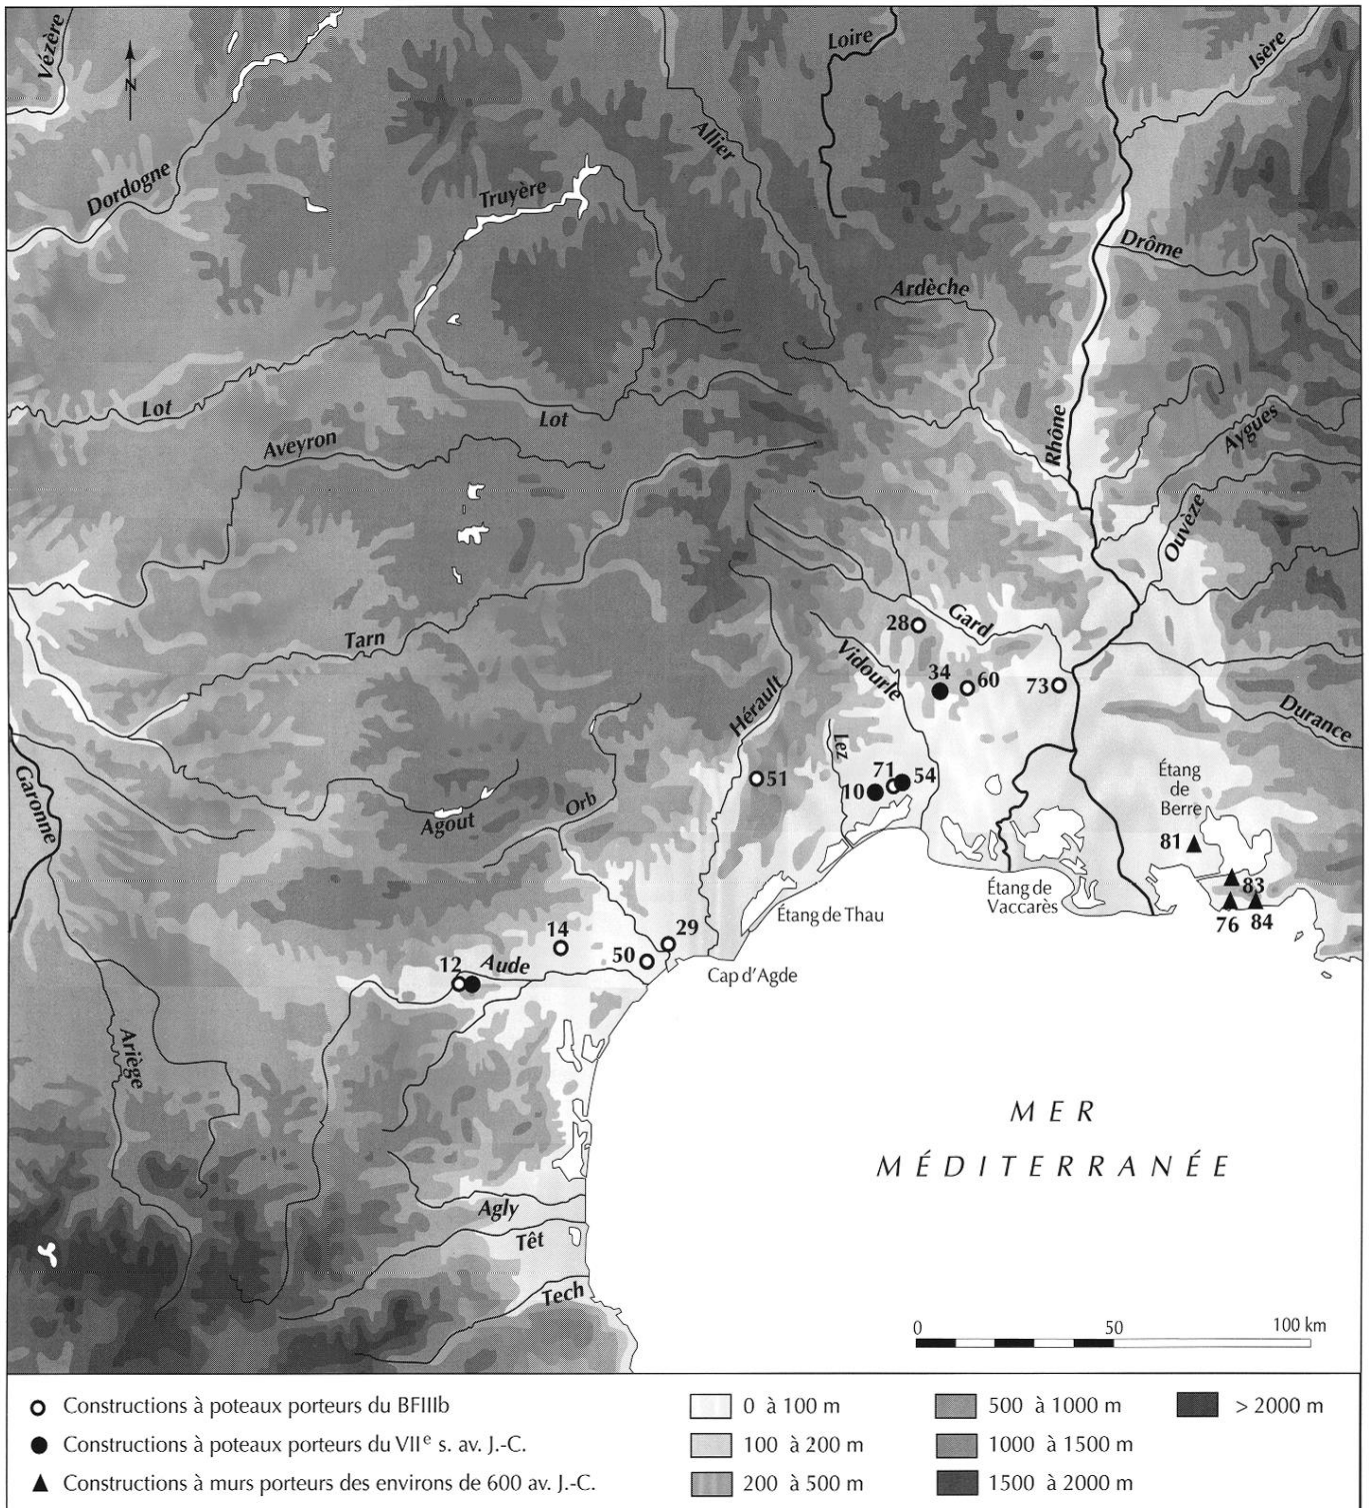 Vézère
N
Dordogne
Truyère
Allier
Loire
Isère
Drôme
Ardèche
Lot
Lot
Aveyron
Rhône
Aygues
Ouvèze
Tarn
Gard
28
Vidourle
34
60
73
Durance
Hérault
Lez
51
71
54
10
Étang
de
Berre
81
83
76
84
Garonne
Agout
Orb
Étang de
Vaccarès
Étang de Thau
14
29
50
12
Aude
Cap d'Agde
Ariège
MER
MÉDITERRANÉE
Agly
Têt
Tech
0 50 100 km
Constructions à poteaux porteurs du BFIIIb
Constructions à poteaux porteurs du VIIe s. av. J.-C.
Constructions à murs porteurs des environs de 600 av. J.-C.
0 à 100 m
100 à 200 m
200 à 500 m
500 à 1000 m
1000 à 1500 m
1500 à 2000 m
> 2000 m